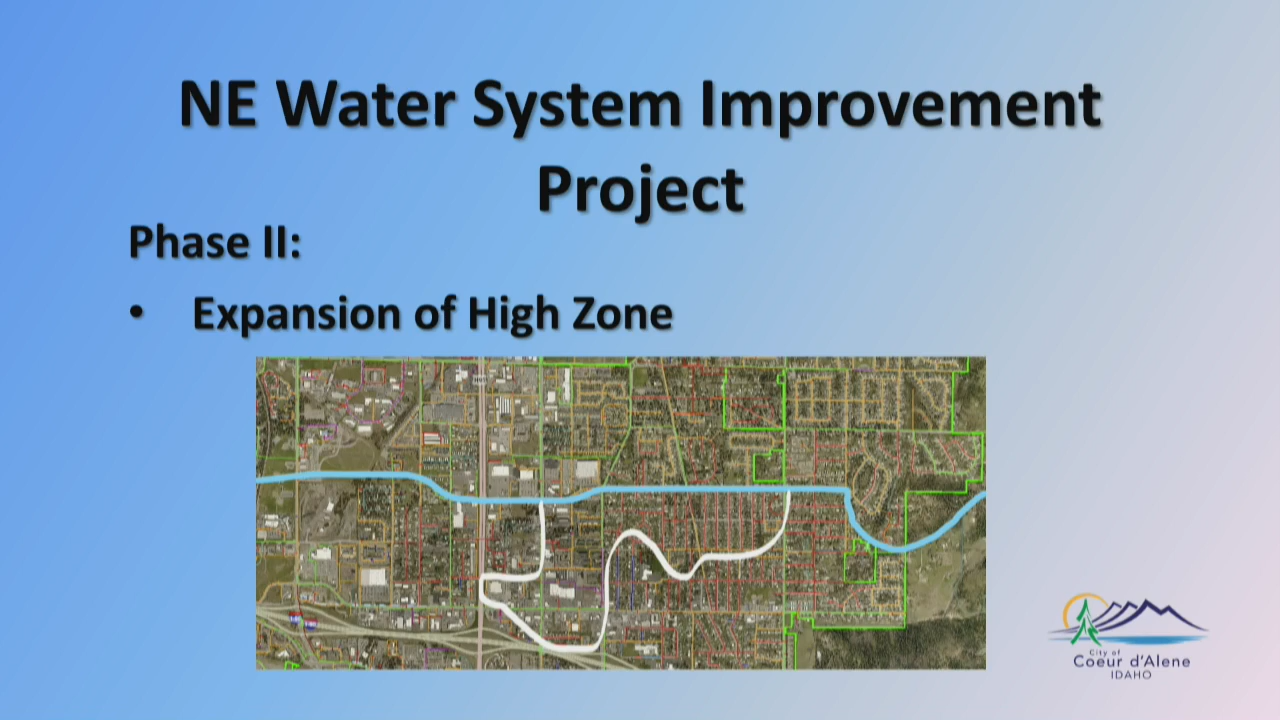 NE Water System Improvement
Project
Phase II:
• Expansion of High Zone
City of
Coeur d'Alene
IDAHO